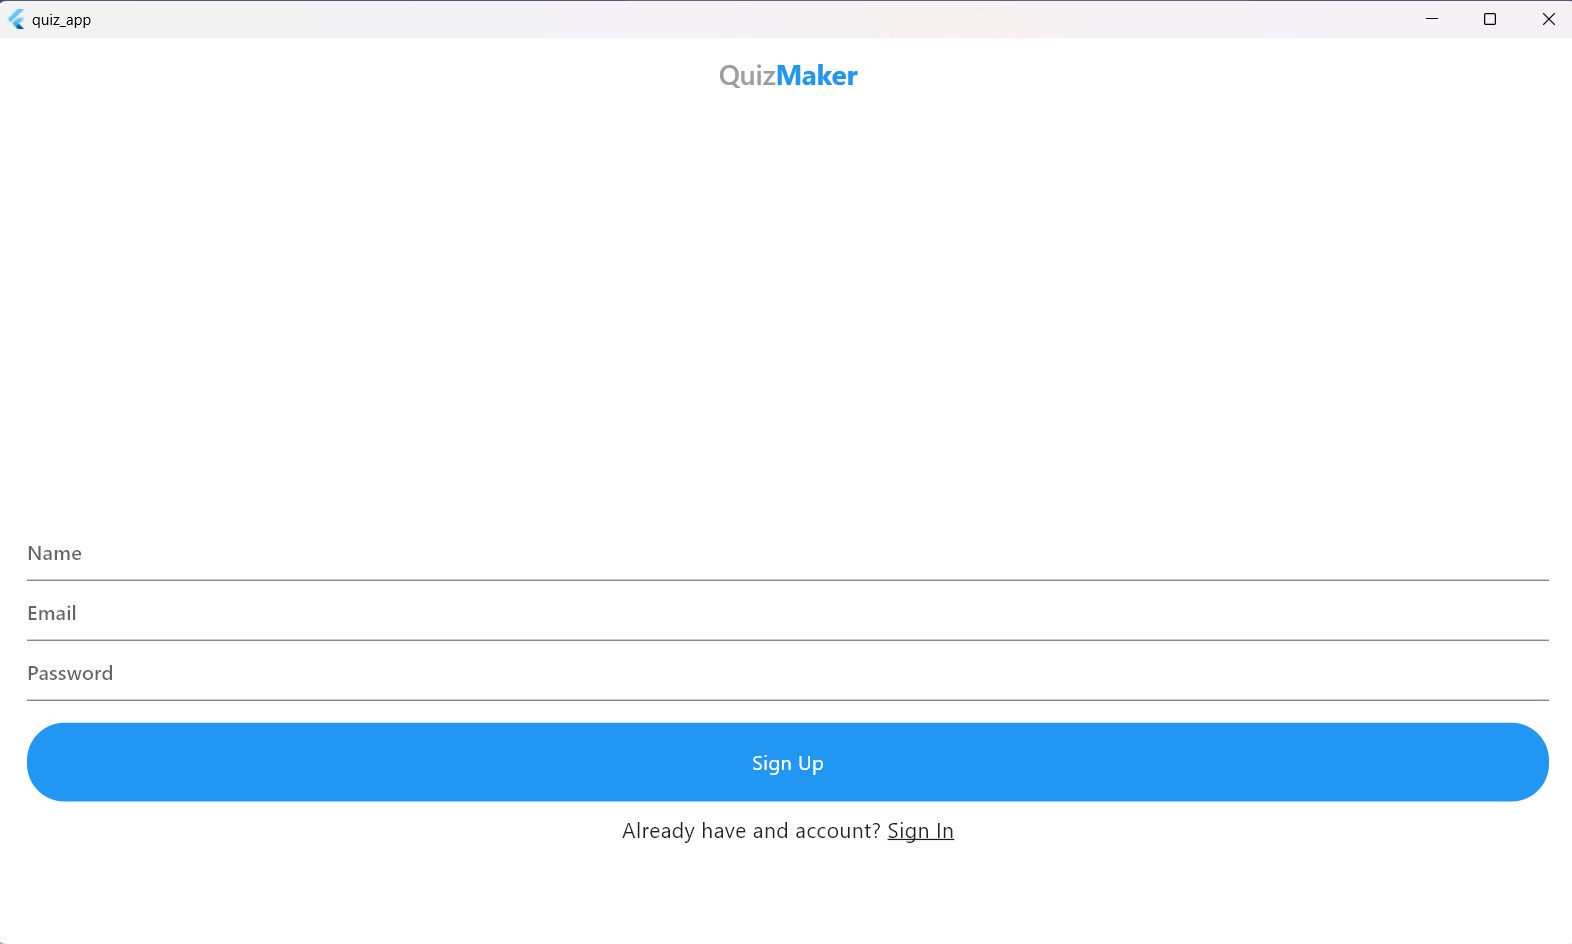 quiz_app
QuizMaker
Name
Email
Password
Sign Up
Already have and account? Sign In